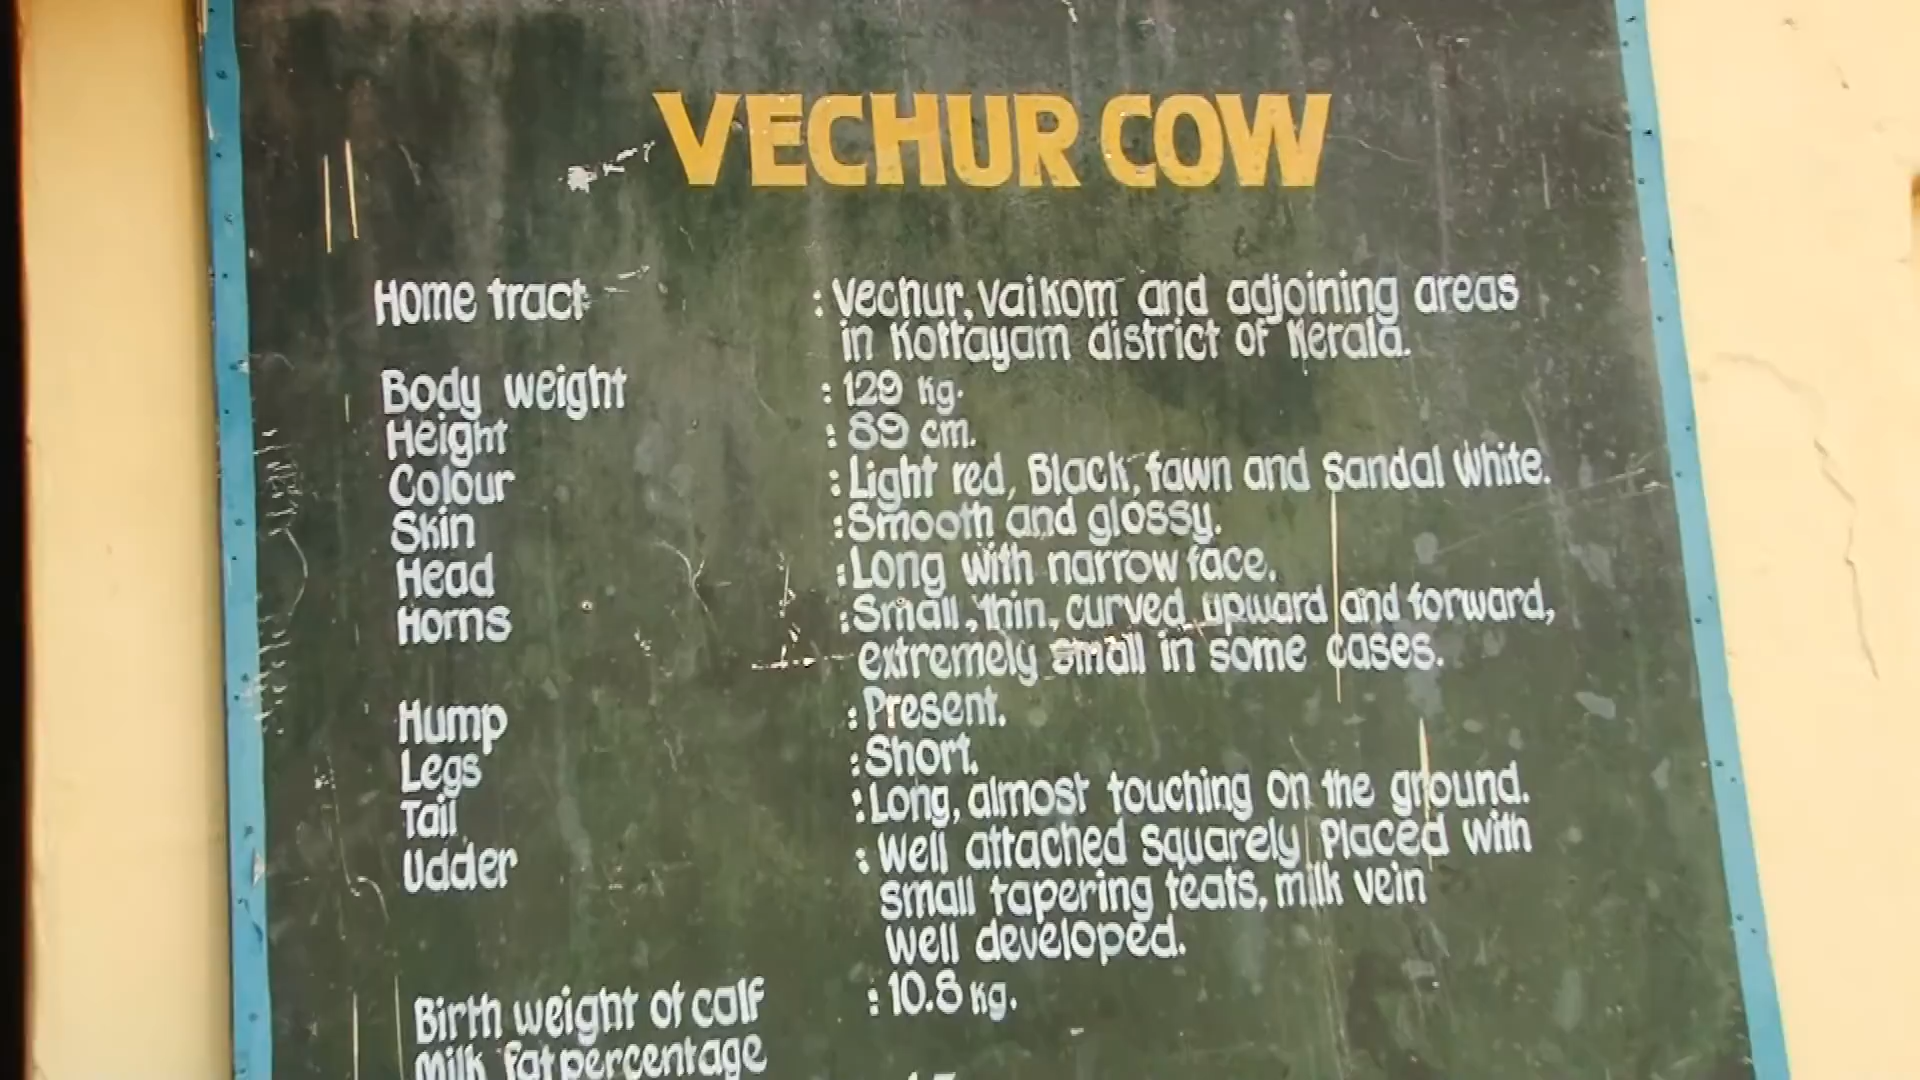 VECHUR COW
Home tract : Vechur, Vaikom and adjoining areas
in Kottayam district of Kerala.
Body weight : 129 kg.
Height : 89 cm.
Colour : Light red, Black, fawn and Sandal White.
Skin : Smooth and glossy.
Head : Long with narrow face.
Horns : Small, thin, curved upward and forward,
extremely small in some cases.
Hump : Present.
Legs : Short.
Tail : Long, almost touching on the ground.
Udder : Well attached squarely Placed with
small tapering teats, milk vein
well developed.
Birth weight of calf : 10.8 kg.
Milk fat percentage